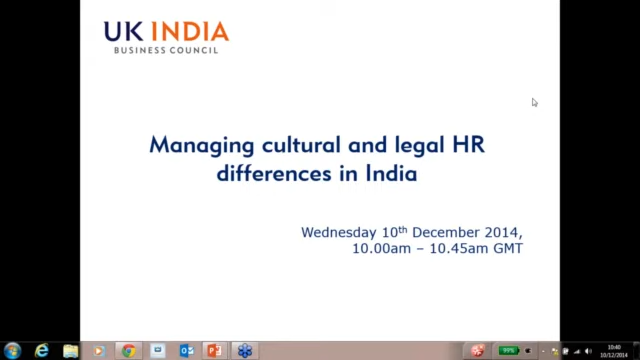 UK INDIA
BUSINESS COUNCIL
Managing cultural and legal HR
differences in India
Wednesday 10th December 2014,
10.00am – 10.45am GMT
99%
10:40
10/12/2014